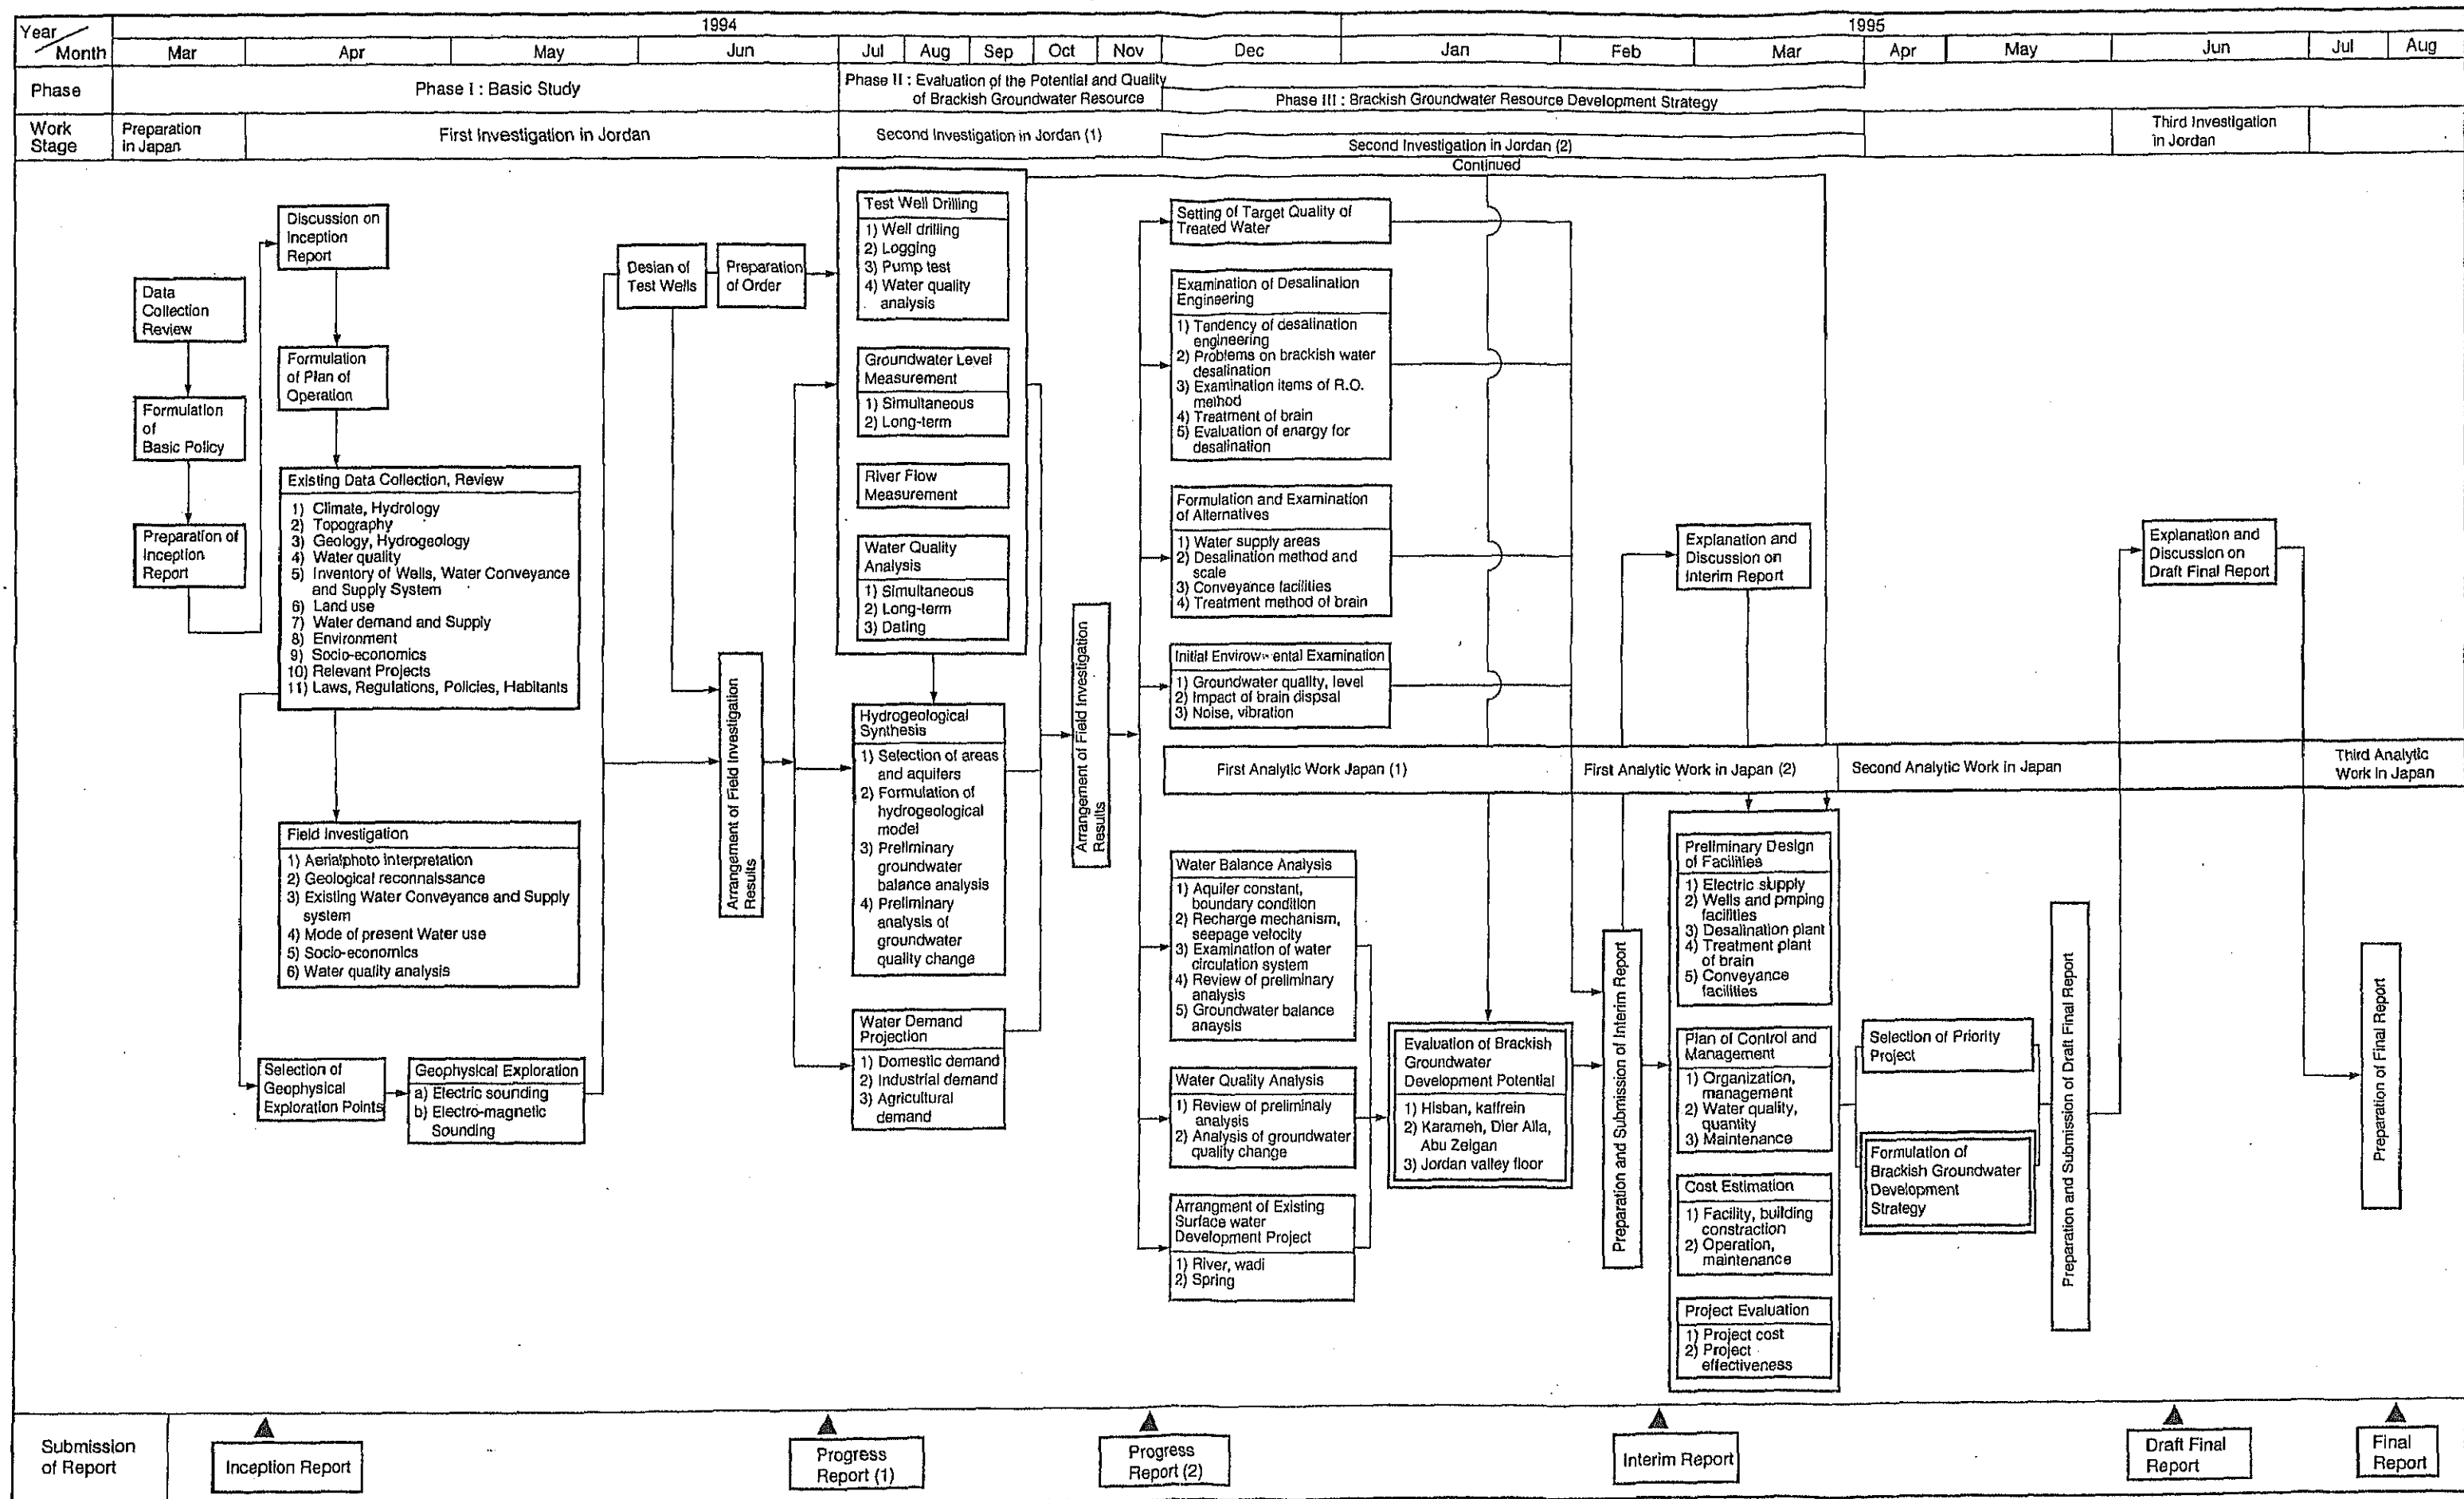 Year
Month
1994
1995
Mar
Apr
May
Jun
Jul
Aug
Sep
Oct
Nov
Dec
Jan
Feb
Mar
Apr
May
Jun
Jul
Aug
Phase
Phase I : Basic Study
Phase II : Evaluation of the Potential and Quality
of Brackish Groundwater Resource
Phase III : Brackish Groundwater Resource Development Strategy
Work
Stage
Preparation
in Japan
First Investigation in Jordan
Second Investigation in Jordan (1)
Second Investigation in Jordan (2)
Third Investigation
in Jordan
Continued
Data
Collection
Review
Formulation
of
Basic Policy
Preparation of
Inception
Report
Discussion on
Inception
Report
Formulation
of Plan of
Operation
Existing Data Collection, Review
1) Climate, Hydrology
2) Topography
3) Geology, Hydrogeology
4) Water quality
5) Inventory of Wells, Water Conveyance
and Supply System
6) Land use
7) Water demand and Supply
8) Environment
9) Socio-economics
10) Relevant Projects
11) Laws, Regulations, Policies, Habitants
Field Investigation
1) Aerialphoto interpretation
2) Geological reconnaissance
3) Existing Water Conveyance and Supply
system
4) Mode of present Water use
5) Socio-economics
6) Water quality analysis
Selection of
Geophysical
Exploration Points
Geophysical Exploration
a) Electric sounding
b) Electro-magnetic
Sounding
Desian of
Test Wells
Preparation
of Order
Arrangement of Field Investigation
Results
Test Well Drilling
1) Well drilling
2) Logging
3) Pump test
4) Water quality
analysis
Groundwater Level
Measurement
1) Simultaneous
2) Long-term
River Flow
Measurement
Water Quality
Analysis
1) Simultaneous
2) Long-term
3) Dating
Hydrogeological
Synthesis
1) Selection of areas
and aquifers
2) Formulation of
hydrogeological
model
3) Preliminary
groundwater
balance analysis
4) Preliminary
analysis of
groundwater
quality change
Water Demand
Projection
1) Domestic demand
2) Industrial demand
3) Agricultural
demand
Arrangement of Field Investigation
Results
Setting of Target Quality of
Treated Water
Examination of Desalination
Engineering
1) Tendency of desalination
engineering
2) Problems on brackish water
desalination
3) Examination items of R.O.
method
4) Treatment of brain
5) Evaluation of enargy for
desalination
Formulation and Examination
of Alternatives
1) Water supply areas
2) Desalination method and
scale
3) Conveyance facilities
4) Treatment method of brain
Initial Environmental Examination
1) Groundwater quality, level
2) Impact of brain dispsal
3) Noise, vibration
First Analytic Work Japan (1)
First Analytic Work in Japan (2)
Second Analytic Work in Japan
Third Analytic
Work in Japan
Water Balance Analysis
1) Aquifer constant,
boundary condition
2) Recharge mechanism,
seepage velocity
3) Examination of water
circulation system
4) Review of preliminary
analysis
5) Groundwater balance
anaysis
Water Quality Analysis
1) Review of preliminaly
analysis
2) Analysis of groundwater
quality change
Arrangment of Existing
Surface water
Development Project
1) River, wadi
2) Spring
Evaluation of Brackish
Groundwater
Development Potential
1) Hisban, kaffrein
2) Karameh, Dier Alla,
Abu Zeigan
3) Jordan valley floor
Preparation and Submission of Interim Report
Explanation and
Discussion on
Interim Report
Preliminary Design
of Facilities
1) Electric supply
2) Wells and pmping
facilities
3) Desalination plant
4) Treatment plant
of brain
5) Conveyance
facilities
Plan of Control and
Management
1) Organization,
management
2) Water quality,
quantity
3) Maintenance
Cost Estimation
1) Facility, building
constraction
2) Operation,
maintenance
Project Evaluation
1) Project cost
2) Project
effectiveness
Selection of Priority
Project
Formulation of
Brackish Groundwater
Development
Strategy
Preparation and Submission of Draft Final Report
Explanation and
Discussion on
Draft Final Report
Preparation of Final Report
Submission
of Report
Inception Report
Progress
Report (1)
Progress
Report (2)
Interim Report
Draft Final
Report
Final
Report